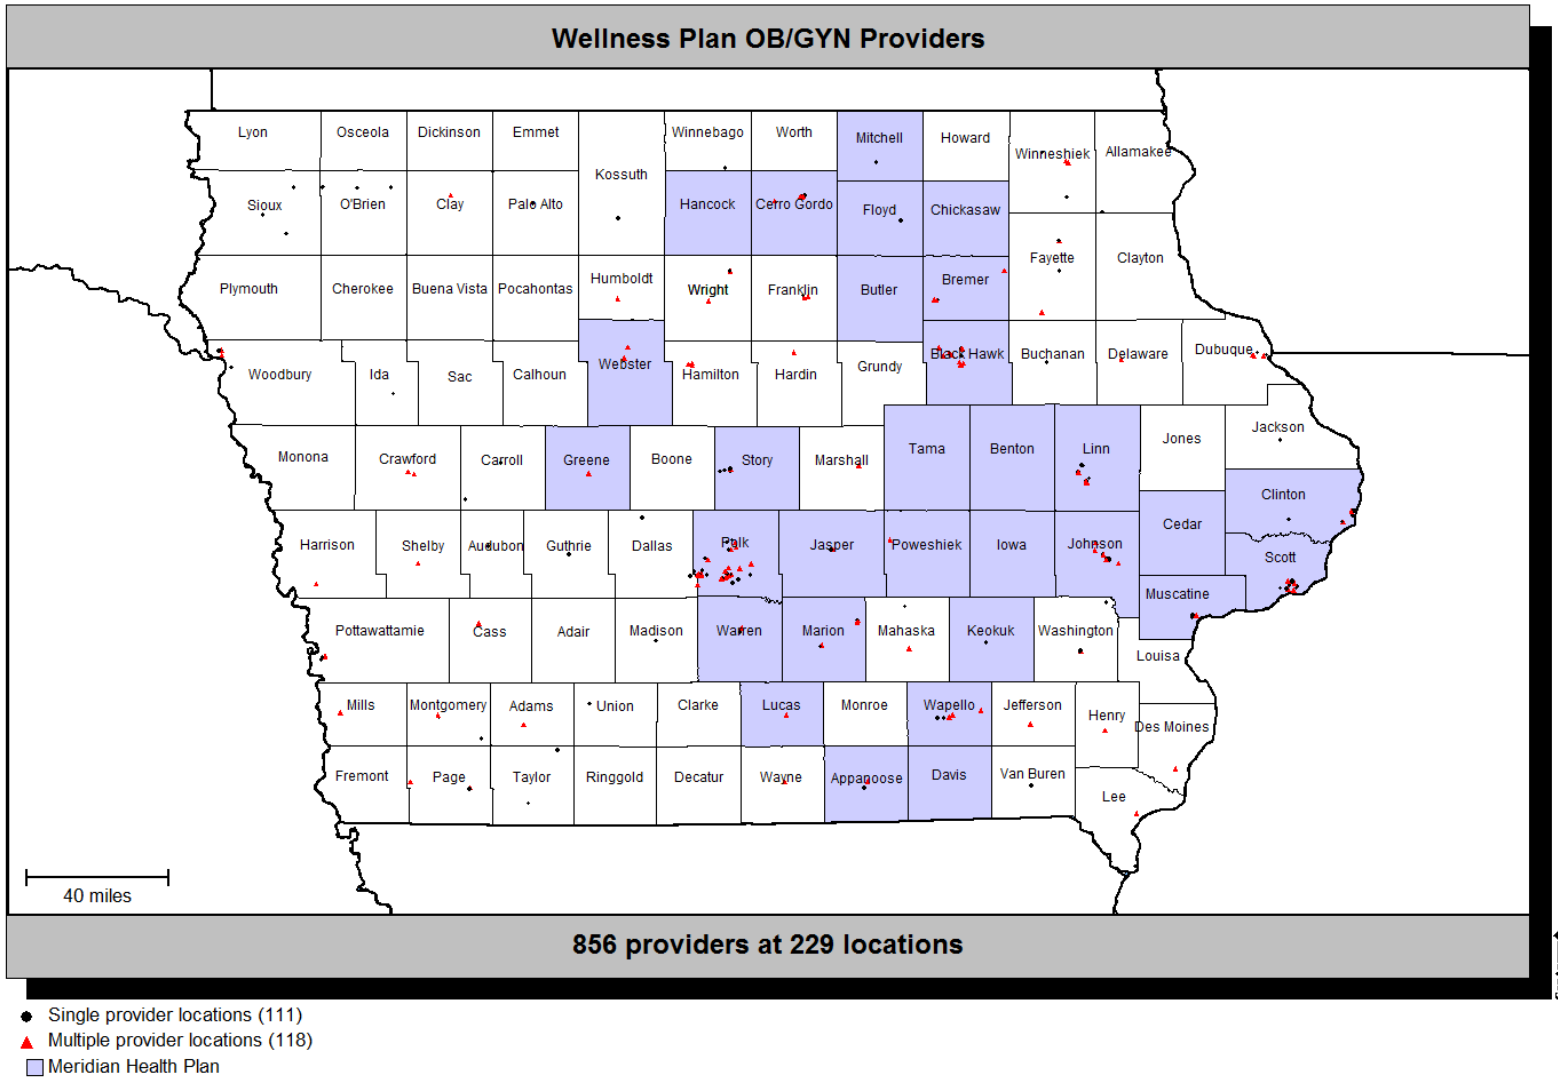 Wellness Plan OB/GYN Providers
Lyon Osceola Dickinson Emmet Kossuth Winnebago Worth Mitchell Howard Winneshiek Allamakee
Sioux O'Brien Clay Palo Alto Hancock Cerro Gordo Floyd Chickasaw
Plymouth Cherokee Buena Vista Pocahontas Humboldt Wright Franklin Butler Bremer Fayette Clayton
Woodbury Ida Sac Calhoun Webster Hamilton Hardin Grundy Black Hawk Buchanan Delaware Dubuque
Monona Crawford Carroll Greene Boone Story Marshall Tama Benton Linn Jones Jackson
Clinton
Harrison Shelby Audubon Guthrie Dallas Polk Jasper Poweshiek Iowa Johnson Cedar Scott
Muscatine
Pottawattamie Cass Adair Madison Warren Marion Mahaska Keokuk Washington Louisa
Mills Montgomery Adams Union Clarke Lucas Monroe Wapello Jefferson Henry Des Moines
Fremont Page Taylor Ringgold Decatur Wayne Appanoose Davis Van Buren Lee
40 miles
856 providers at 229 locations
Single provider locations (111)
Multiple provider locations (118)
Meridian Health Plan